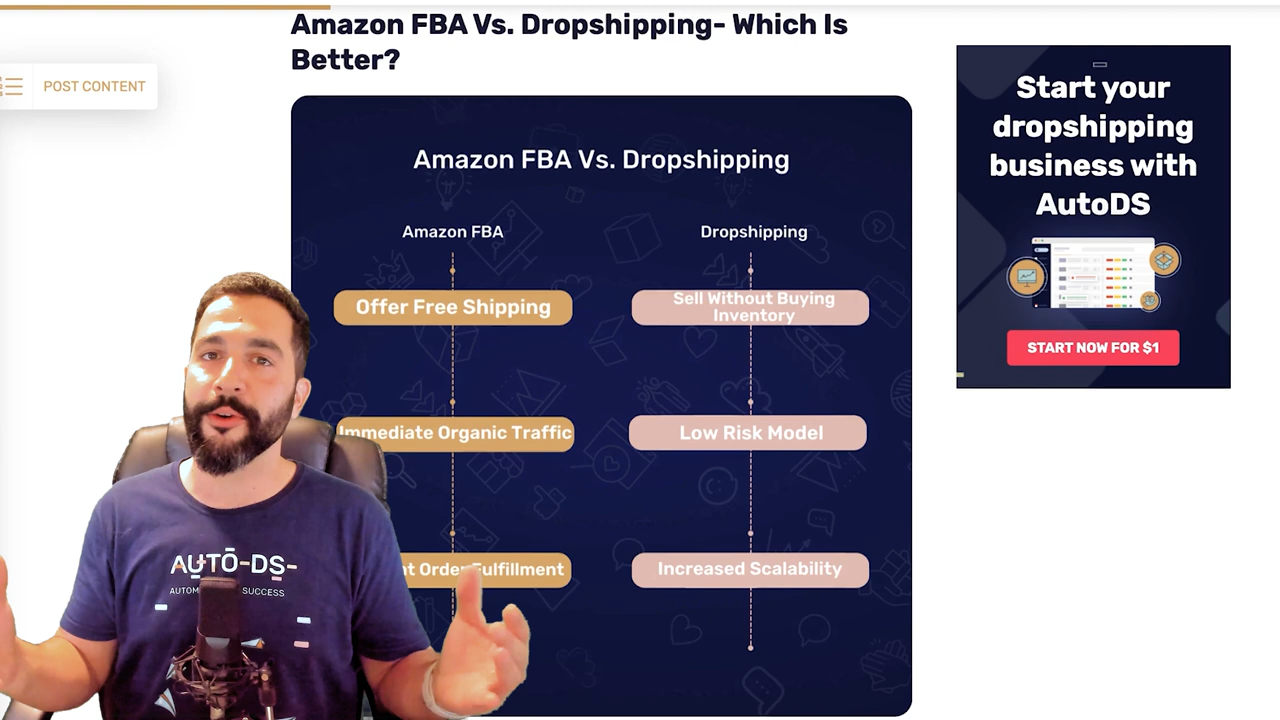 Amazon FBA Vs. Dropshipping- Which Is
Better?
POST CONTENT
Amazon FBA Vs. Dropshipping
Amazon FBA
Dropshipping
Offer Free Shipping
Sell Without Buying
Inventory
Immediate Organic Traffic
Low Risk Model
Order Fulfillment
Increased Scalability
Start your
dropshipping
business with
AutoDS
START NOW FOR $1
AUTO-DS-
SUCCESS